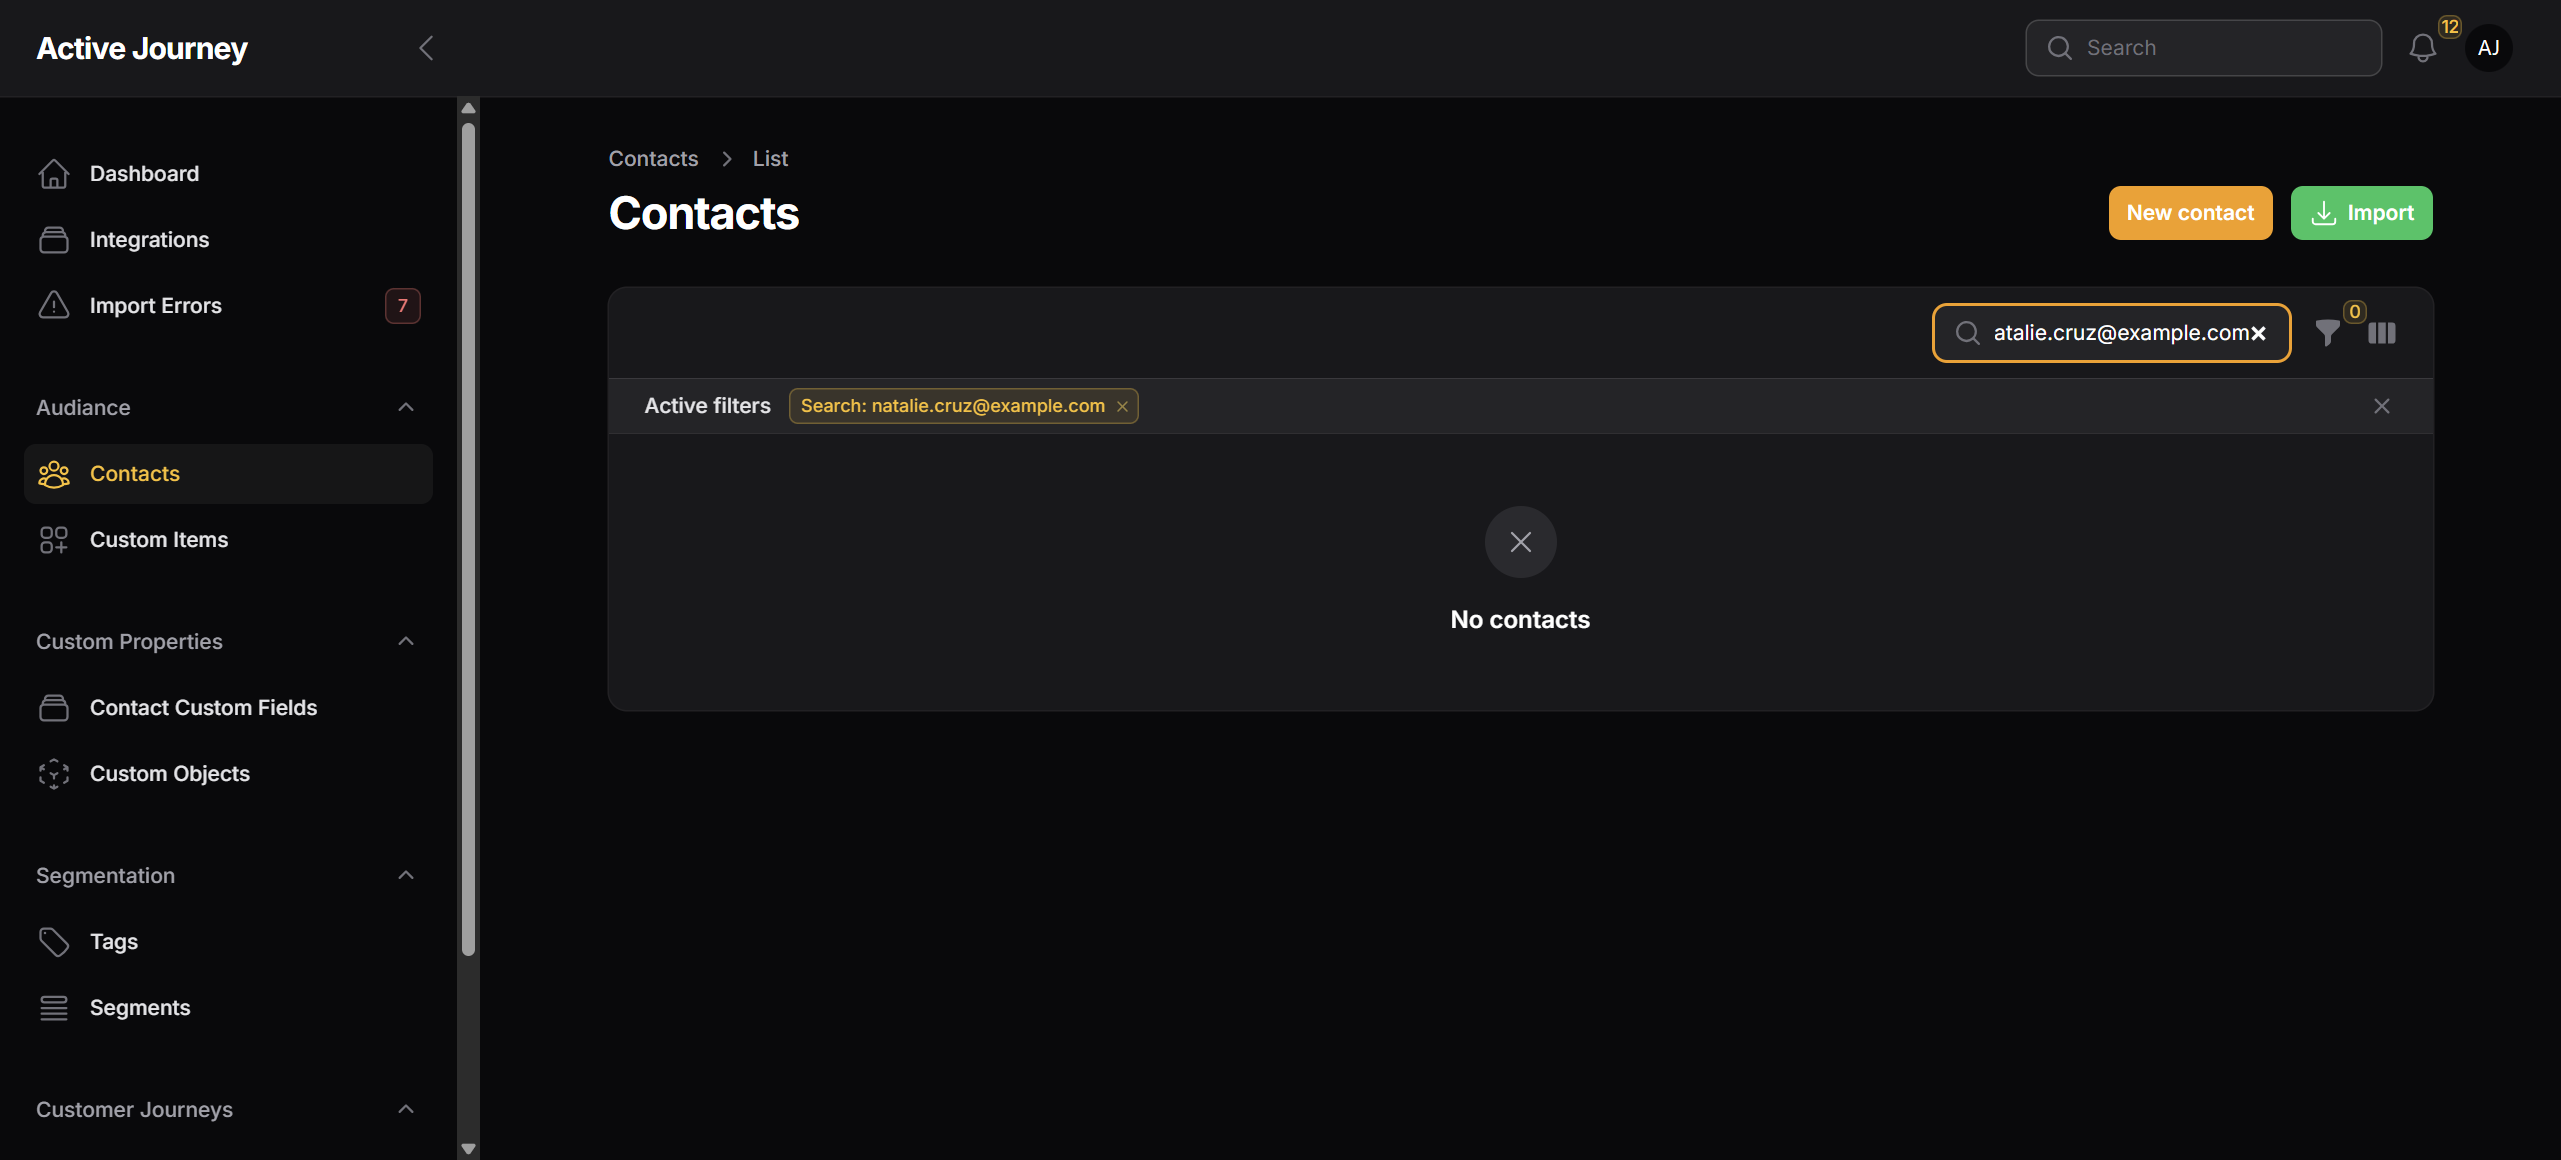 Active Journey
Search
12
AJ
Dashboard
Integrations
Import Errors
7
Audiance
Contacts
Custom Items
Custom Properties
Contact Custom Fields
Custom Objects
Segmentation
Tags
Segments
Customer Journeys
Contacts > List
Contacts
New contact
Import
atalie.cruz@example.com
0
Active filters
Search: natalie.cruz@example.com
No contacts